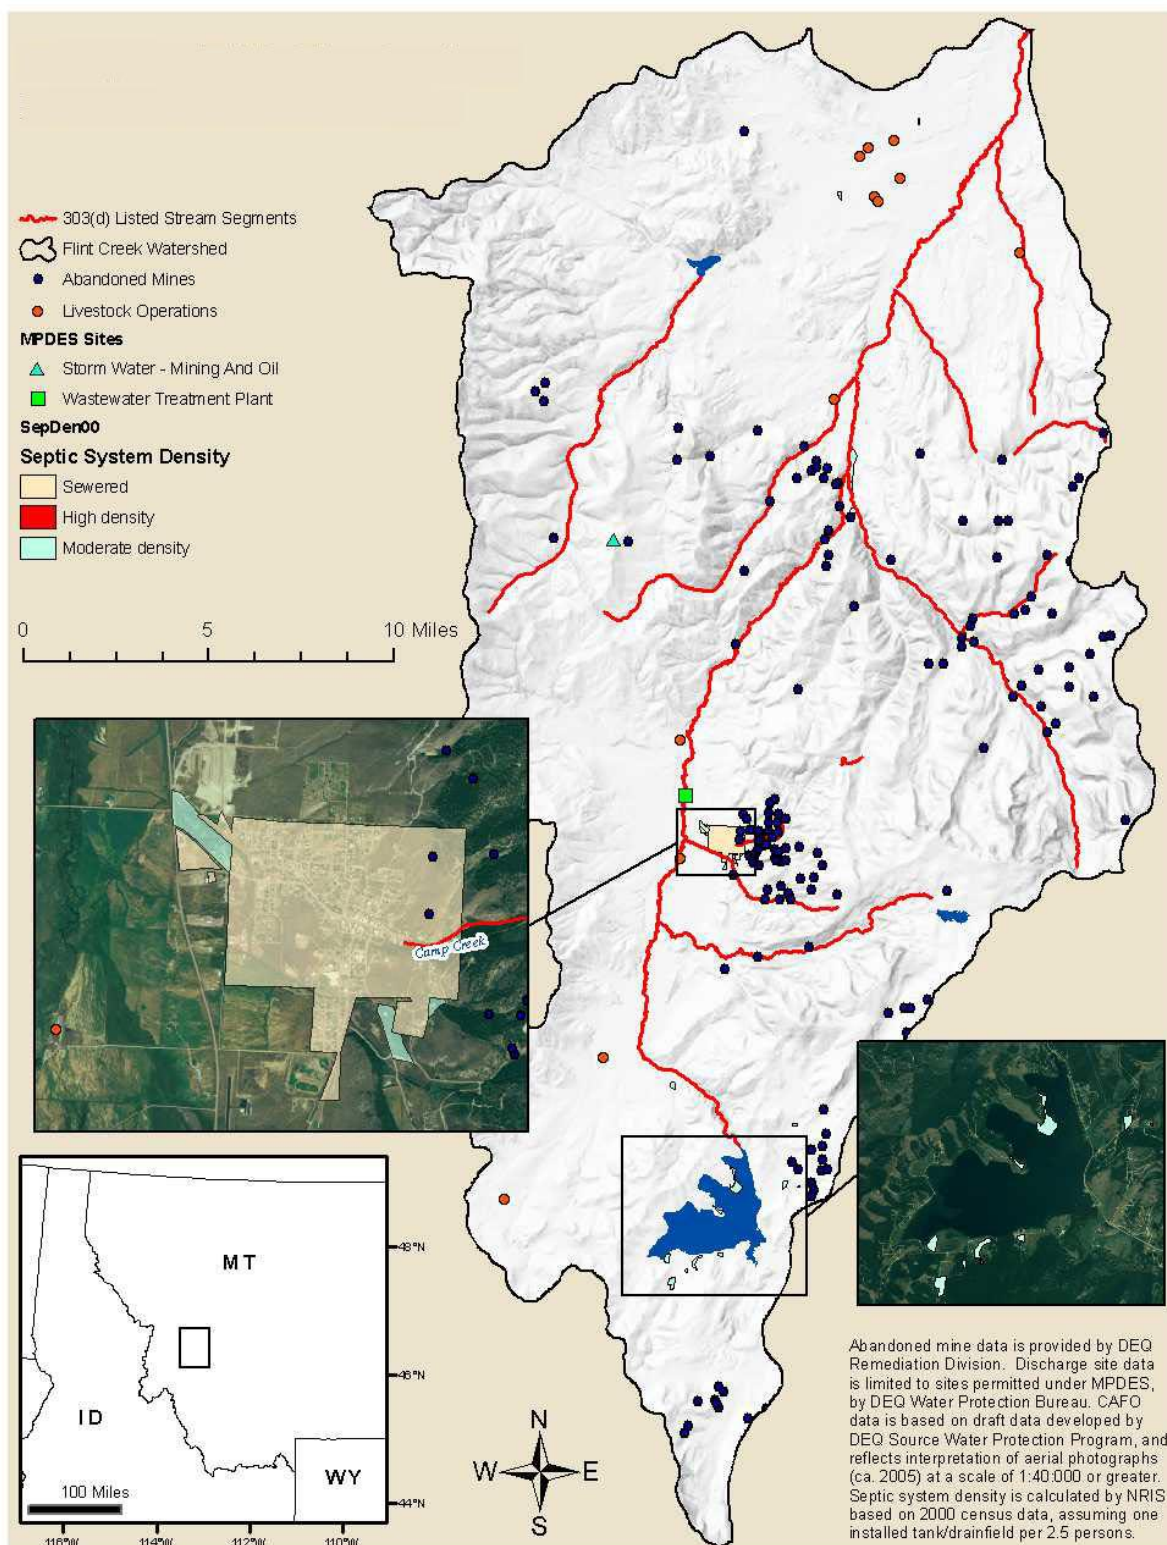 303(d) Listed Stream Segments
Flint Creek Watershed
Abandoned Mines
Livestock Operations
MPDES Sites
Storm Water - Mining And Oil
Wastewater Treatment Plant
SepDen00
Septic System Density
Sewered
High density
Moderate density
0 5 10 Miles
Camp Creek
MT
ID
WY
48°N
46°N
44°N
100 Miles
116°W 114°W 112°W 110°W
N
W E
S
Abandoned mine data is provided by DEQ
Remediation Division. Discharge site data
is limited to sites permitted under MPDES,
by DEQ Water Protection Bureau. CAFO
data is based on draft data developed by
DEQ Source Water Protection Program, and
reflects interpretation of aerial photographs
(ca. 2005) at a scale of 1:40:000 or greater.
Septic system density is calculated by NRIS
based on 2000 census data, assuming one
installed tank/drainfield per 2.5 persons.